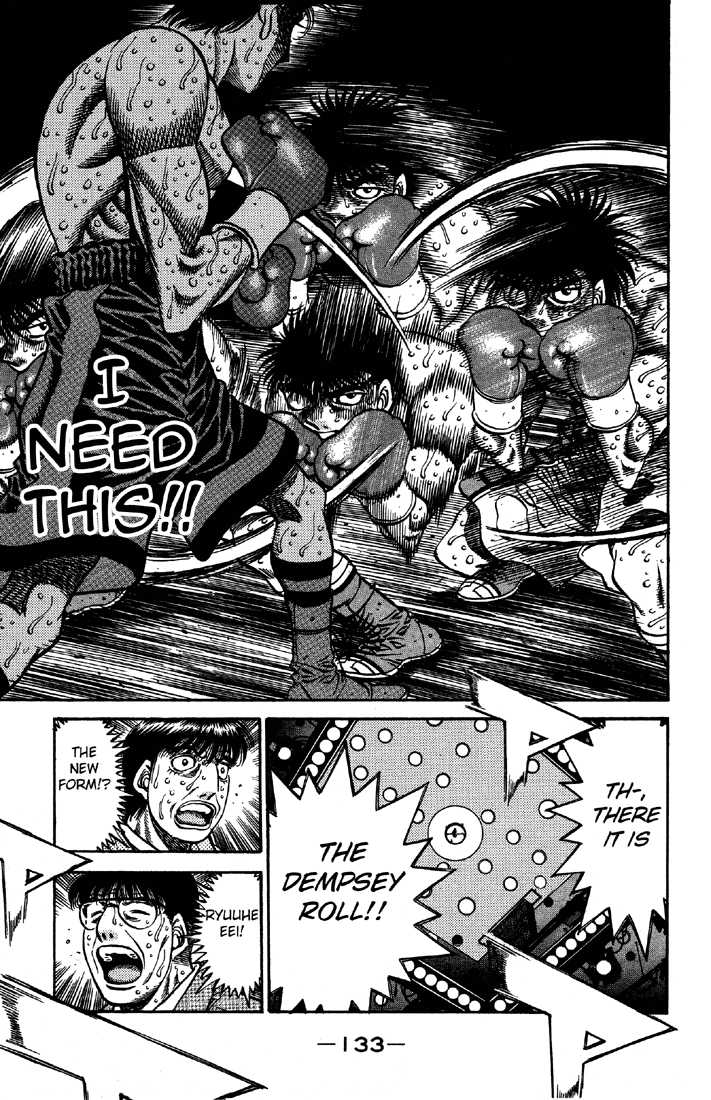 I
NEED
THIS!!
TH-,
THERE
IT IS
THE
DEMPSEY
ROLL!!
THE
NEW
FORM!?
RYUUHE
EEI!
—133—